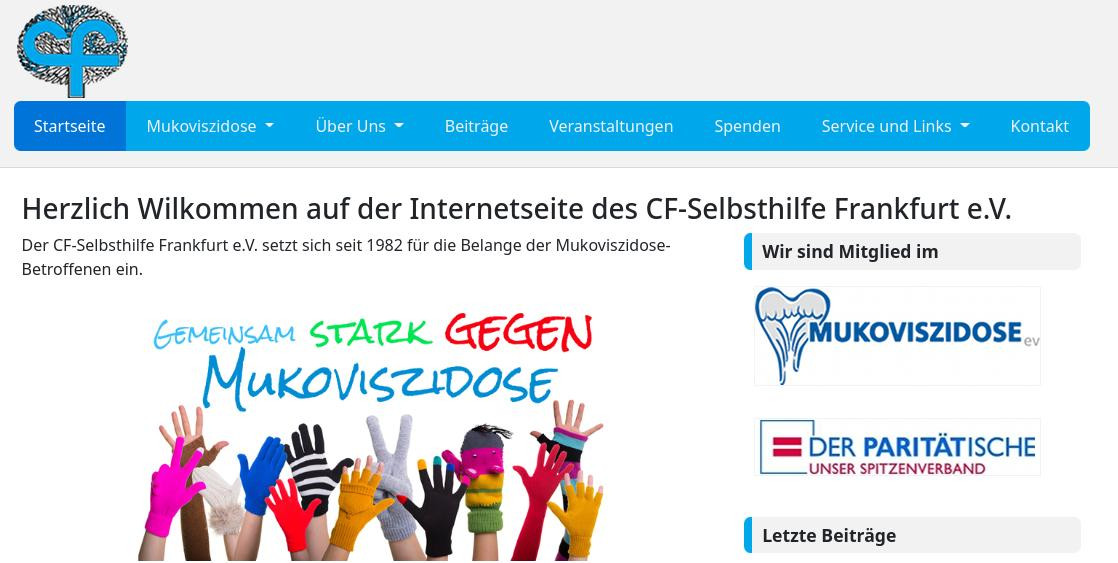 cf
Startseite Mukoviszidose Über Uns Beiträge Veranstaltungen Spenden Service und Links Kontakt
Herzlich Wilkommen auf der Internetseite des CF-Selbsthilfe Frankfurt e.V.
Der CF-Selbsthilfe Frankfurt e.V. setzt sich seit 1982 für die Belange der Mukoviszidose-
Betroffenen ein.
Gemeinsam stark GEGEN
Mukoviszidose
Wir sind Mitglied im
MUKOVISZIDOSE ev
DER PARITÄTISCHE
UNSER SPITZENVERBAND
Letzte Beiträge